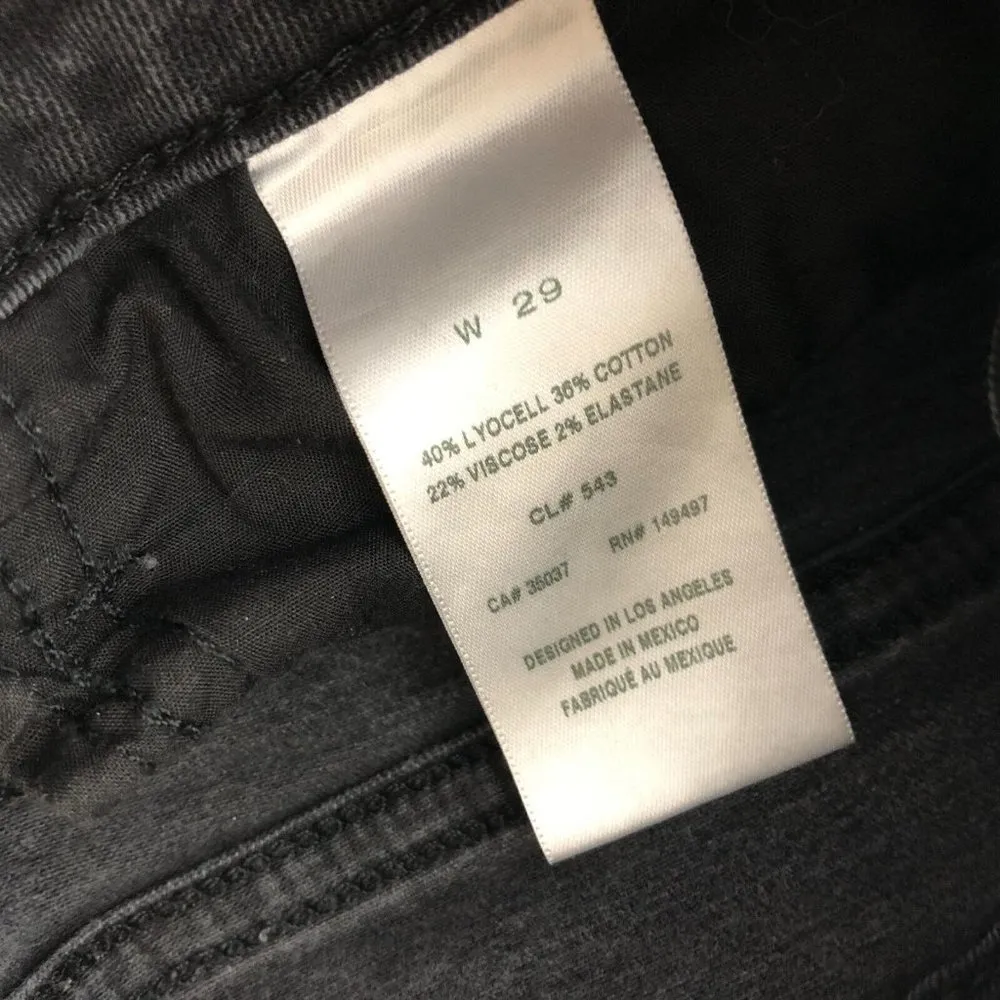 W 29
40% LYOCELL 36% COTTON
22% VISCOSE 2% ELASTANE
CL# 543
CA# 35037 RN# 149497
DESIGNED IN LOS ANGELES
MADE IN MEXICO
FABRIQUÉ AU MEXIQUE